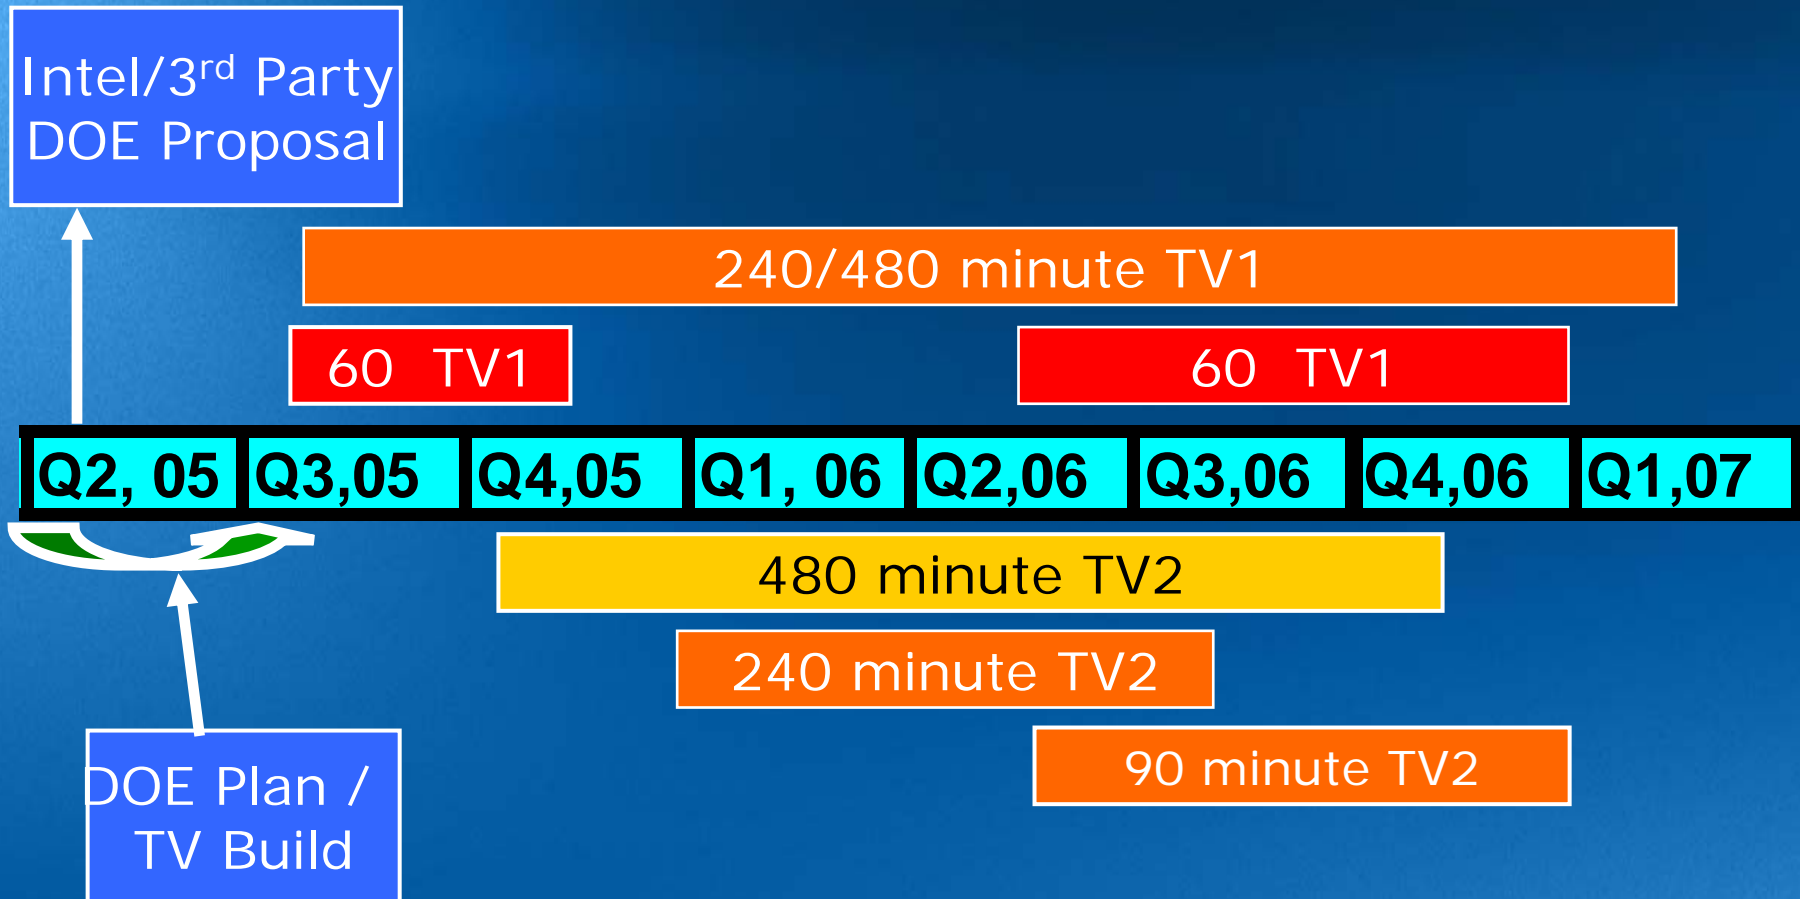 Intel/3rd Party
DOE Proposal
240/480 minute TV1
60 TV1
60 TV1
Q2, 05
Q3,05
Q4,05
Q1, 06
Q2,06
Q3,06
Q4,06
Q1,07
480 minute TV2
240 minute TV2
90 minute TV2
DOE Plan /
TV Build